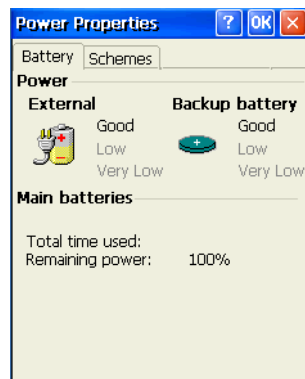 Power Properties ? OK ×
Battery Schemes
Power
External Backup battery
Good Good
Low Low
Very Low Very Low
Main batteries
Total time used:
Remaining power: 100%